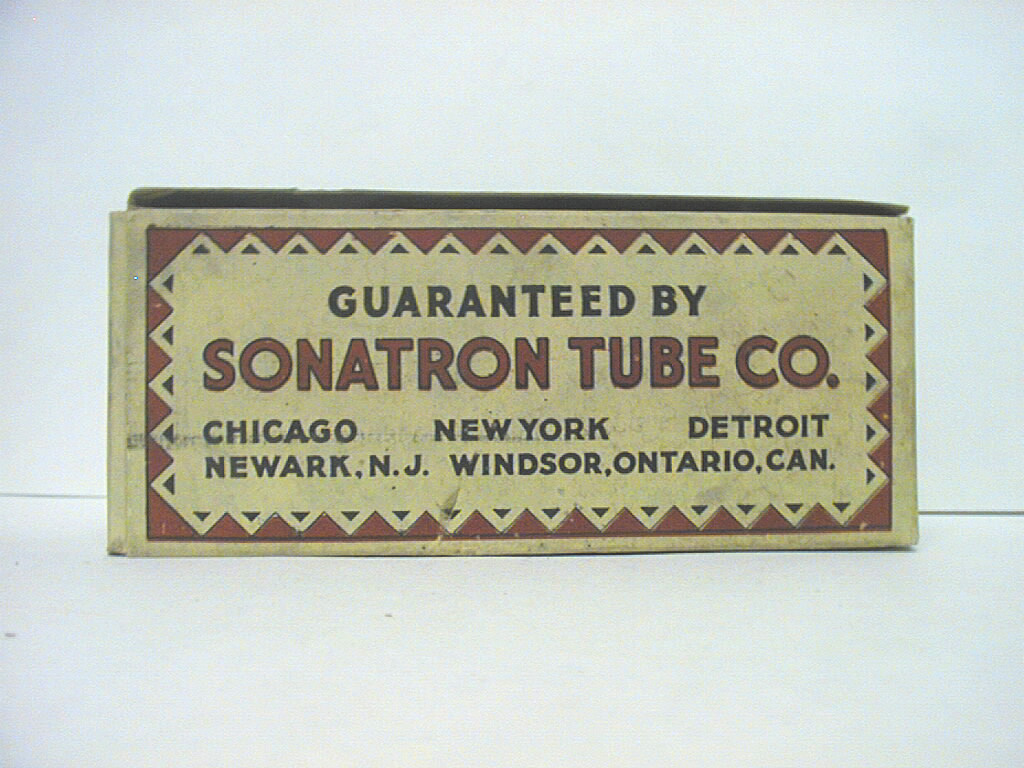 GUARANTEED BY
SONATRON TUBE CO.
CHICAGO NEW YORK DETROIT
NEWARK, N. J. WINDSOR, ONTARIO, CAN.